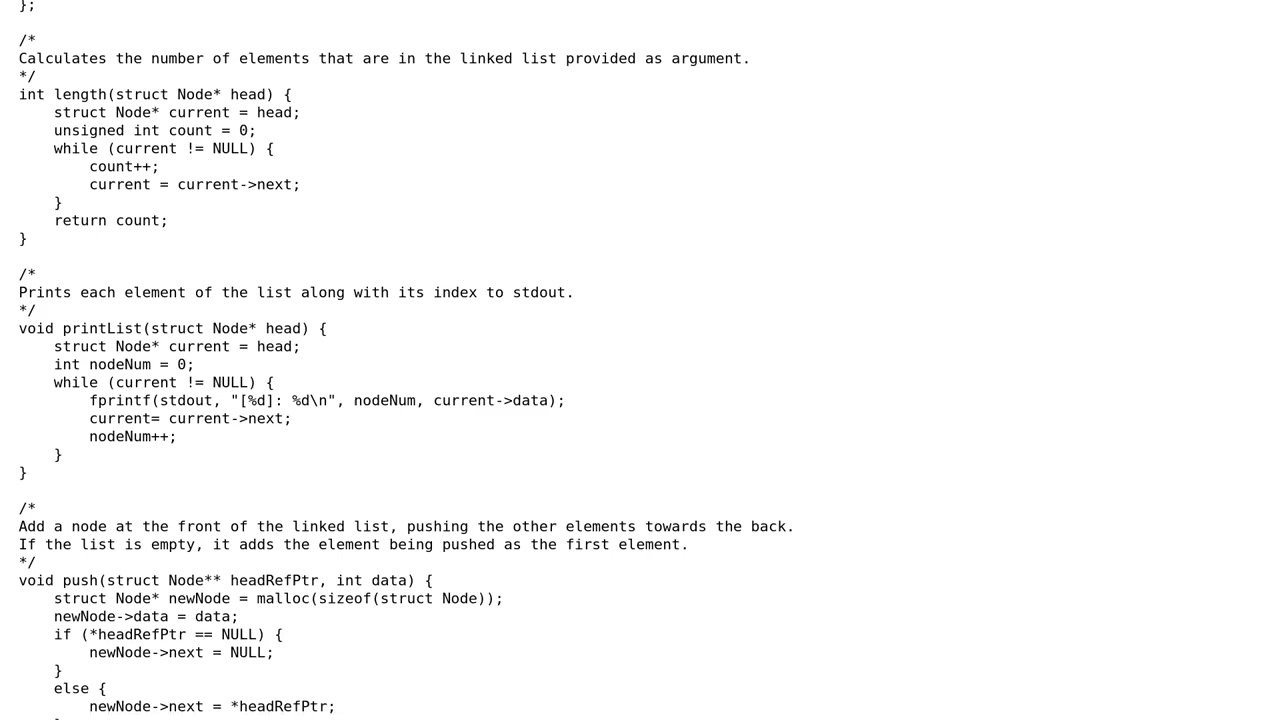 };

/*
Calculates the number of elements that are in the linked list provided as argument.
*/
int length(struct Node* head) {
    struct Node* current = head;
    unsigned int count = 0;
    while (current != NULL) {
        count++;
        current = current->next;
    }
    return count;
}

/*
Prints each element of the list along with its index to stdout.
*/
void printList(struct Node* head) {
    struct Node* current = head;
    int nodeNum = 0;
    while (current != NULL) {
        fprintf(stdout, "[%d]: %d\n", nodeNum, current->data);
        current= current->next;
        nodeNum++;
    }
}

/*
Add a node at the front of the linked list, pushing the other elements towards the back.
If the list is empty, it adds the element being pushed as the first element.
*/
void push(struct Node** headRefPtr, int data) {
    struct Node* newNode = malloc(sizeof(struct Node));
    newNode->data = data;
    if (*headRefPtr == NULL) {
        newNode->next = NULL;
    }
    else {
        newNode->next = *headRefPtr;